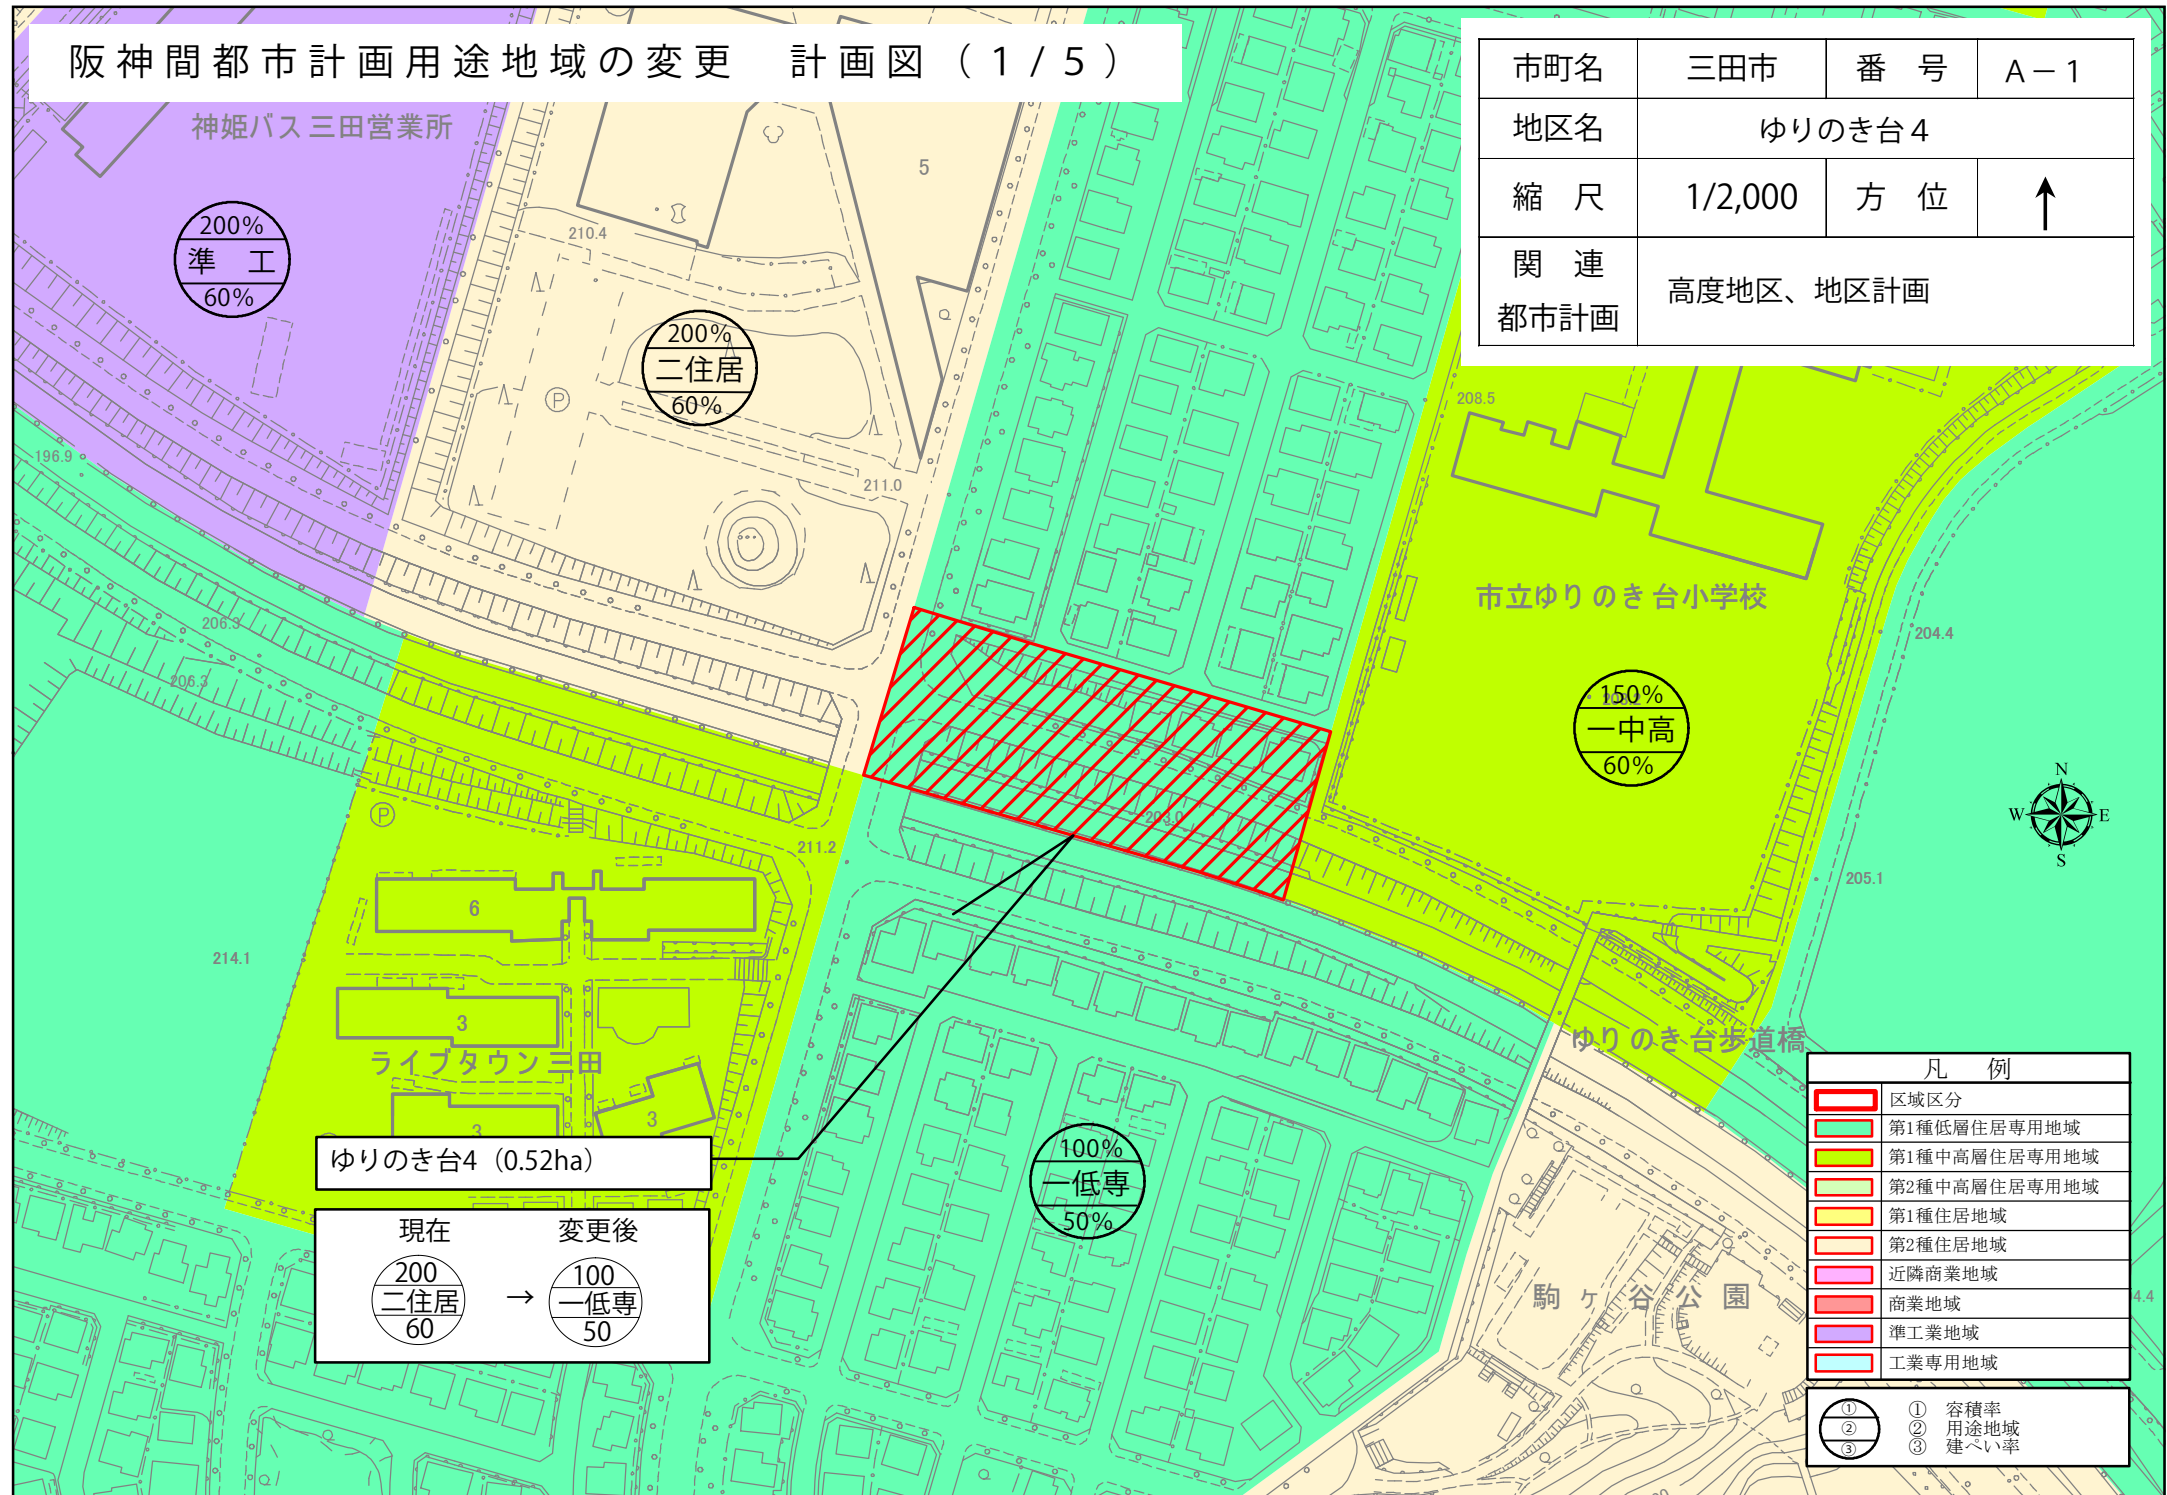 阪神間都市計画用途地域の変更　計画図（1/5）
市町名　三田市　番　号　A－1
地区名　ゆりのき台４
縮　尺　1/2,000　方　位
関　連
都市計画　高度地区、地区計画
神姫バス三田営業所
200%
準　工
60%
5
210.4
200%
二住居
60%
P
211.0
196.9
208.5
市立ゆりのき台小学校
206.3
206.3
204.4
150%
203.2
一中高
60%
N
W E
S
203.0
P
211.2
205.1
6
214.1
3
ライブタウン三田
3
3
ゆりのき台歩道橋
ゆりのき台4（0.52ha）
100%
一低専
50%
現在　変更後
200　100
二住居　→　一低専
60　50
駒ヶ谷公園
4.4
凡　例
区域区分
第1種低層住居専用地域
第1種中高層住居専用地域
第2種中高層住居専用地域
第1種住居地域
第2種住居地域
近隣商業地域
商業地域
準工業地域
工業専用地域
①　①　容積率
②　②　用途地域
③　③　建ぺい率